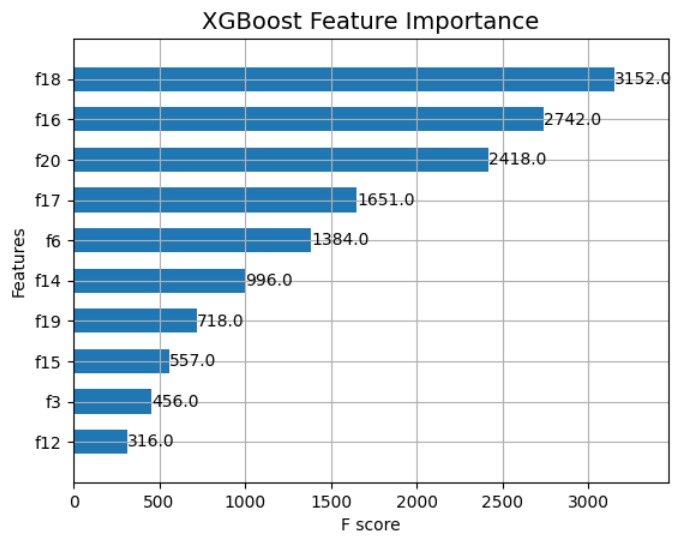 XGBoost Feature Importance
f18 3152.0
f16 2742.0
f20 2418.0
f17 1651.0
f6 1384.0
f14 996.0
f19 718.0
f15 557.0
f3 456.0
f12 316.0
Features
0 500 1000 1500 2000 2500 3000
F score